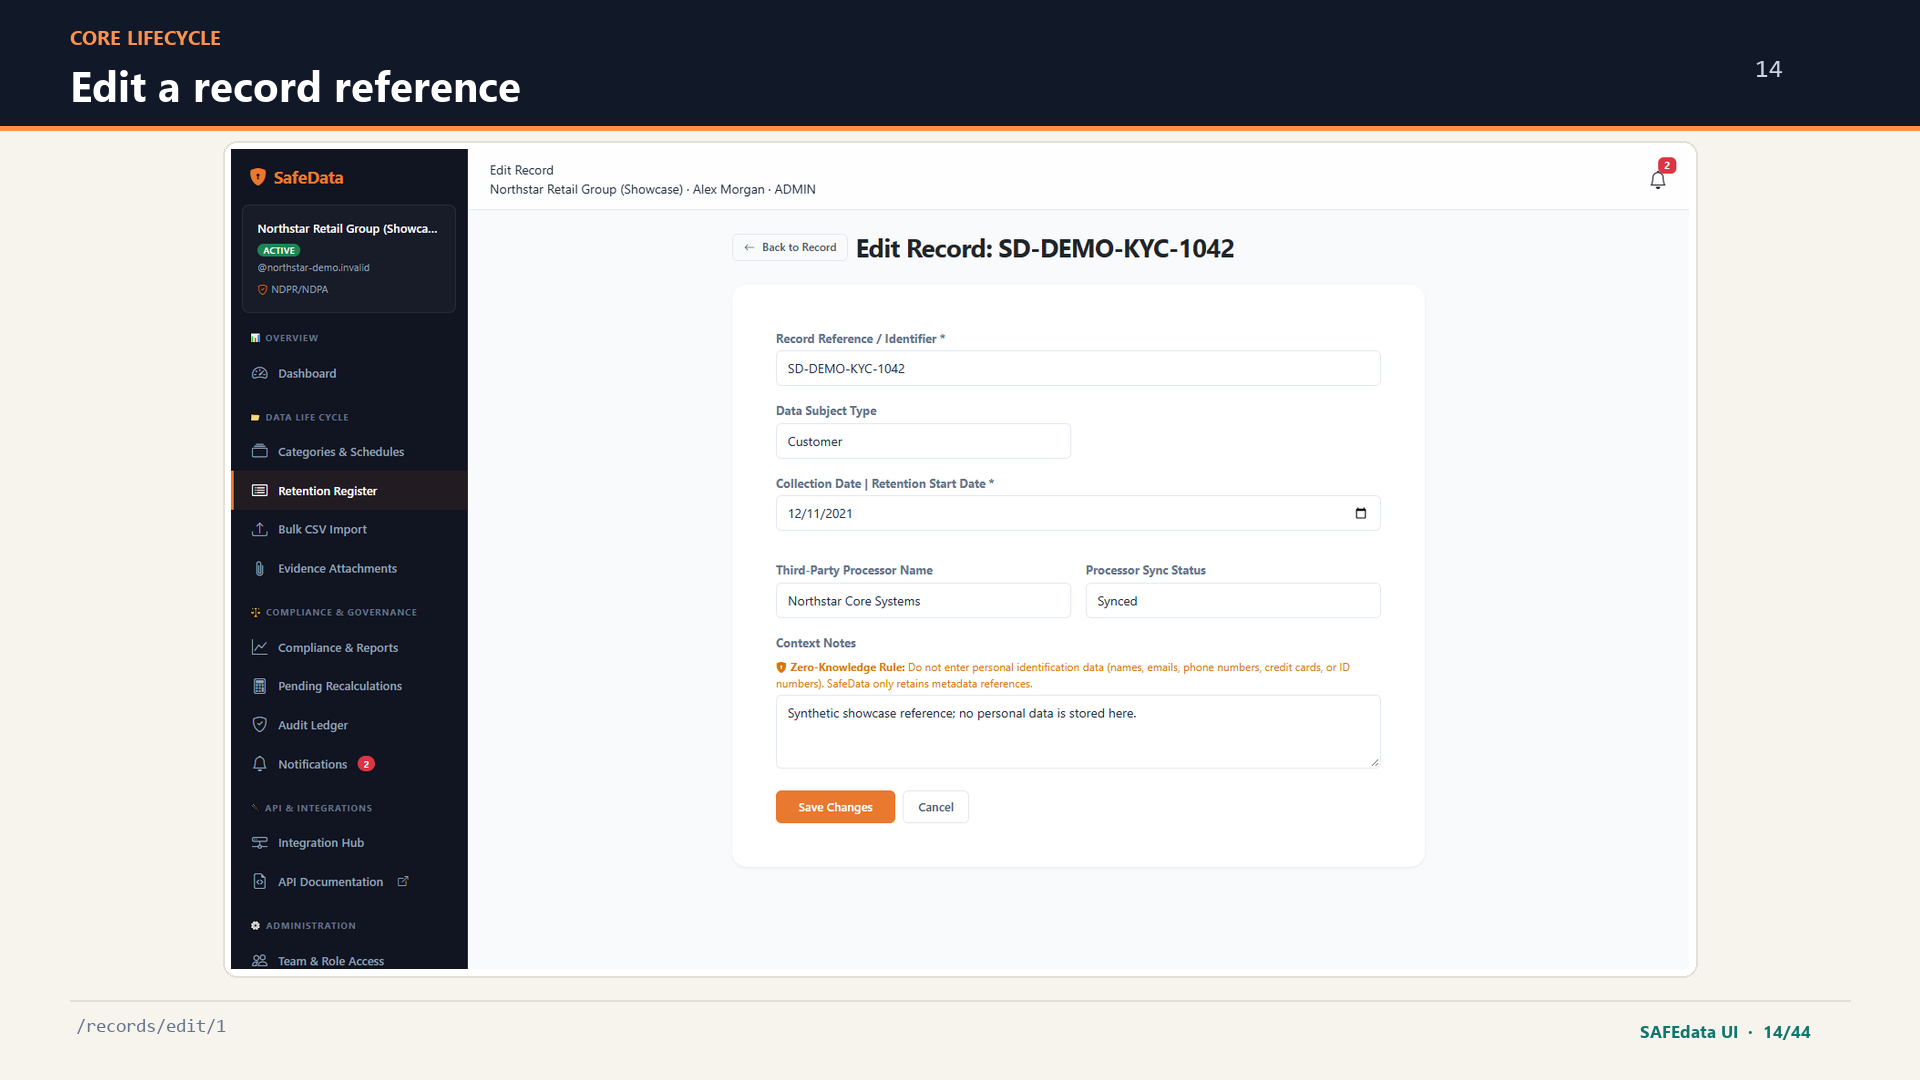 CORE LIFECYCLE
Edit a record reference
14
SafeData
Northstar Retail Group (Showca...
ACTIVE
@northstar-demo.invalid
NDPR/NDPA
OVERVIEW
Dashboard
DATA LIFE CYCLE
Categories & Schedules
Retention Register
Bulk CSV Import
Evidence Attachments
COMPLIANCE & GOVERNANCE
Compliance & Reports
Pending Recalculations
Audit Ledger
Notifications 2
API & INTEGRATIONS
Integration Hub
API Documentation
ADMINISTRATION
Team & Role Access
Edit Record
Northstar Retail Group (Showcase) · Alex Morgan · ADMIN
2
Back to Record
Edit Record: SD-DEMO-KYC-1042
Record Reference / Identifier *
SD-DEMO-KYC-1042
Data Subject Type
Customer
Collection Date | Retention Start Date *
12/11/2021
Third-Party Processor Name
Northstar Core Systems
Processor Sync Status
Synced
Context Notes
Zero-Knowledge Rule: Do not enter personal identification data (names, emails, phone numbers, credit cards, or ID
numbers). SafeData only retains metadata references.
Synthetic showcase reference; no personal data is stored here.
Save Changes
Cancel
/records/edit/1
SAFEdata UI · 14/44